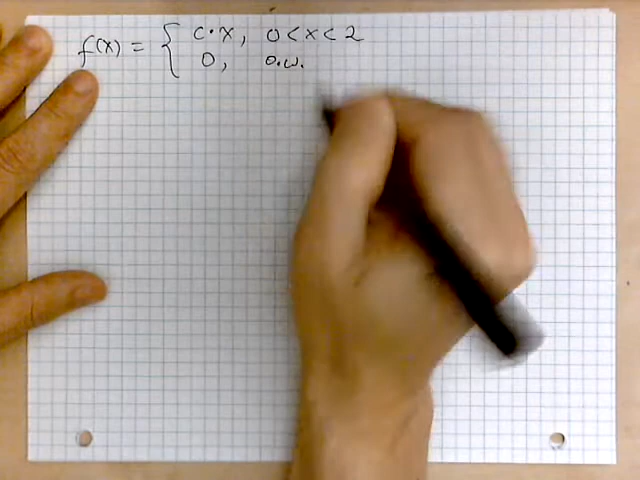 f(x) = { c·x, 0<x<2
0, o.w.